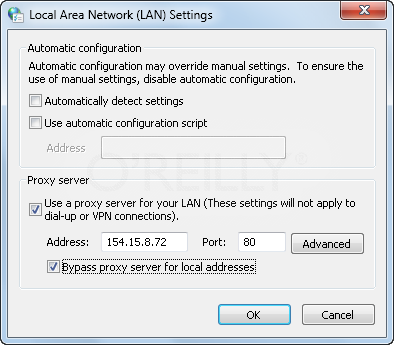 Local Area Network (LAN) Settings
Automatic configuration
Automatic configuration may override manual settings. To ensure the
use of manual settings, disable automatic configuration.
Automatically detect settings
Use automatic configuration script
Address
O'REILLY
Proxy server
Use a proxy server for your LAN (These settings will not apply to
dial-up or VPN connections).
Address: 154.15.8.72 Port: 80 Advanced
Bypass proxy server for local addresses
OK Cancel